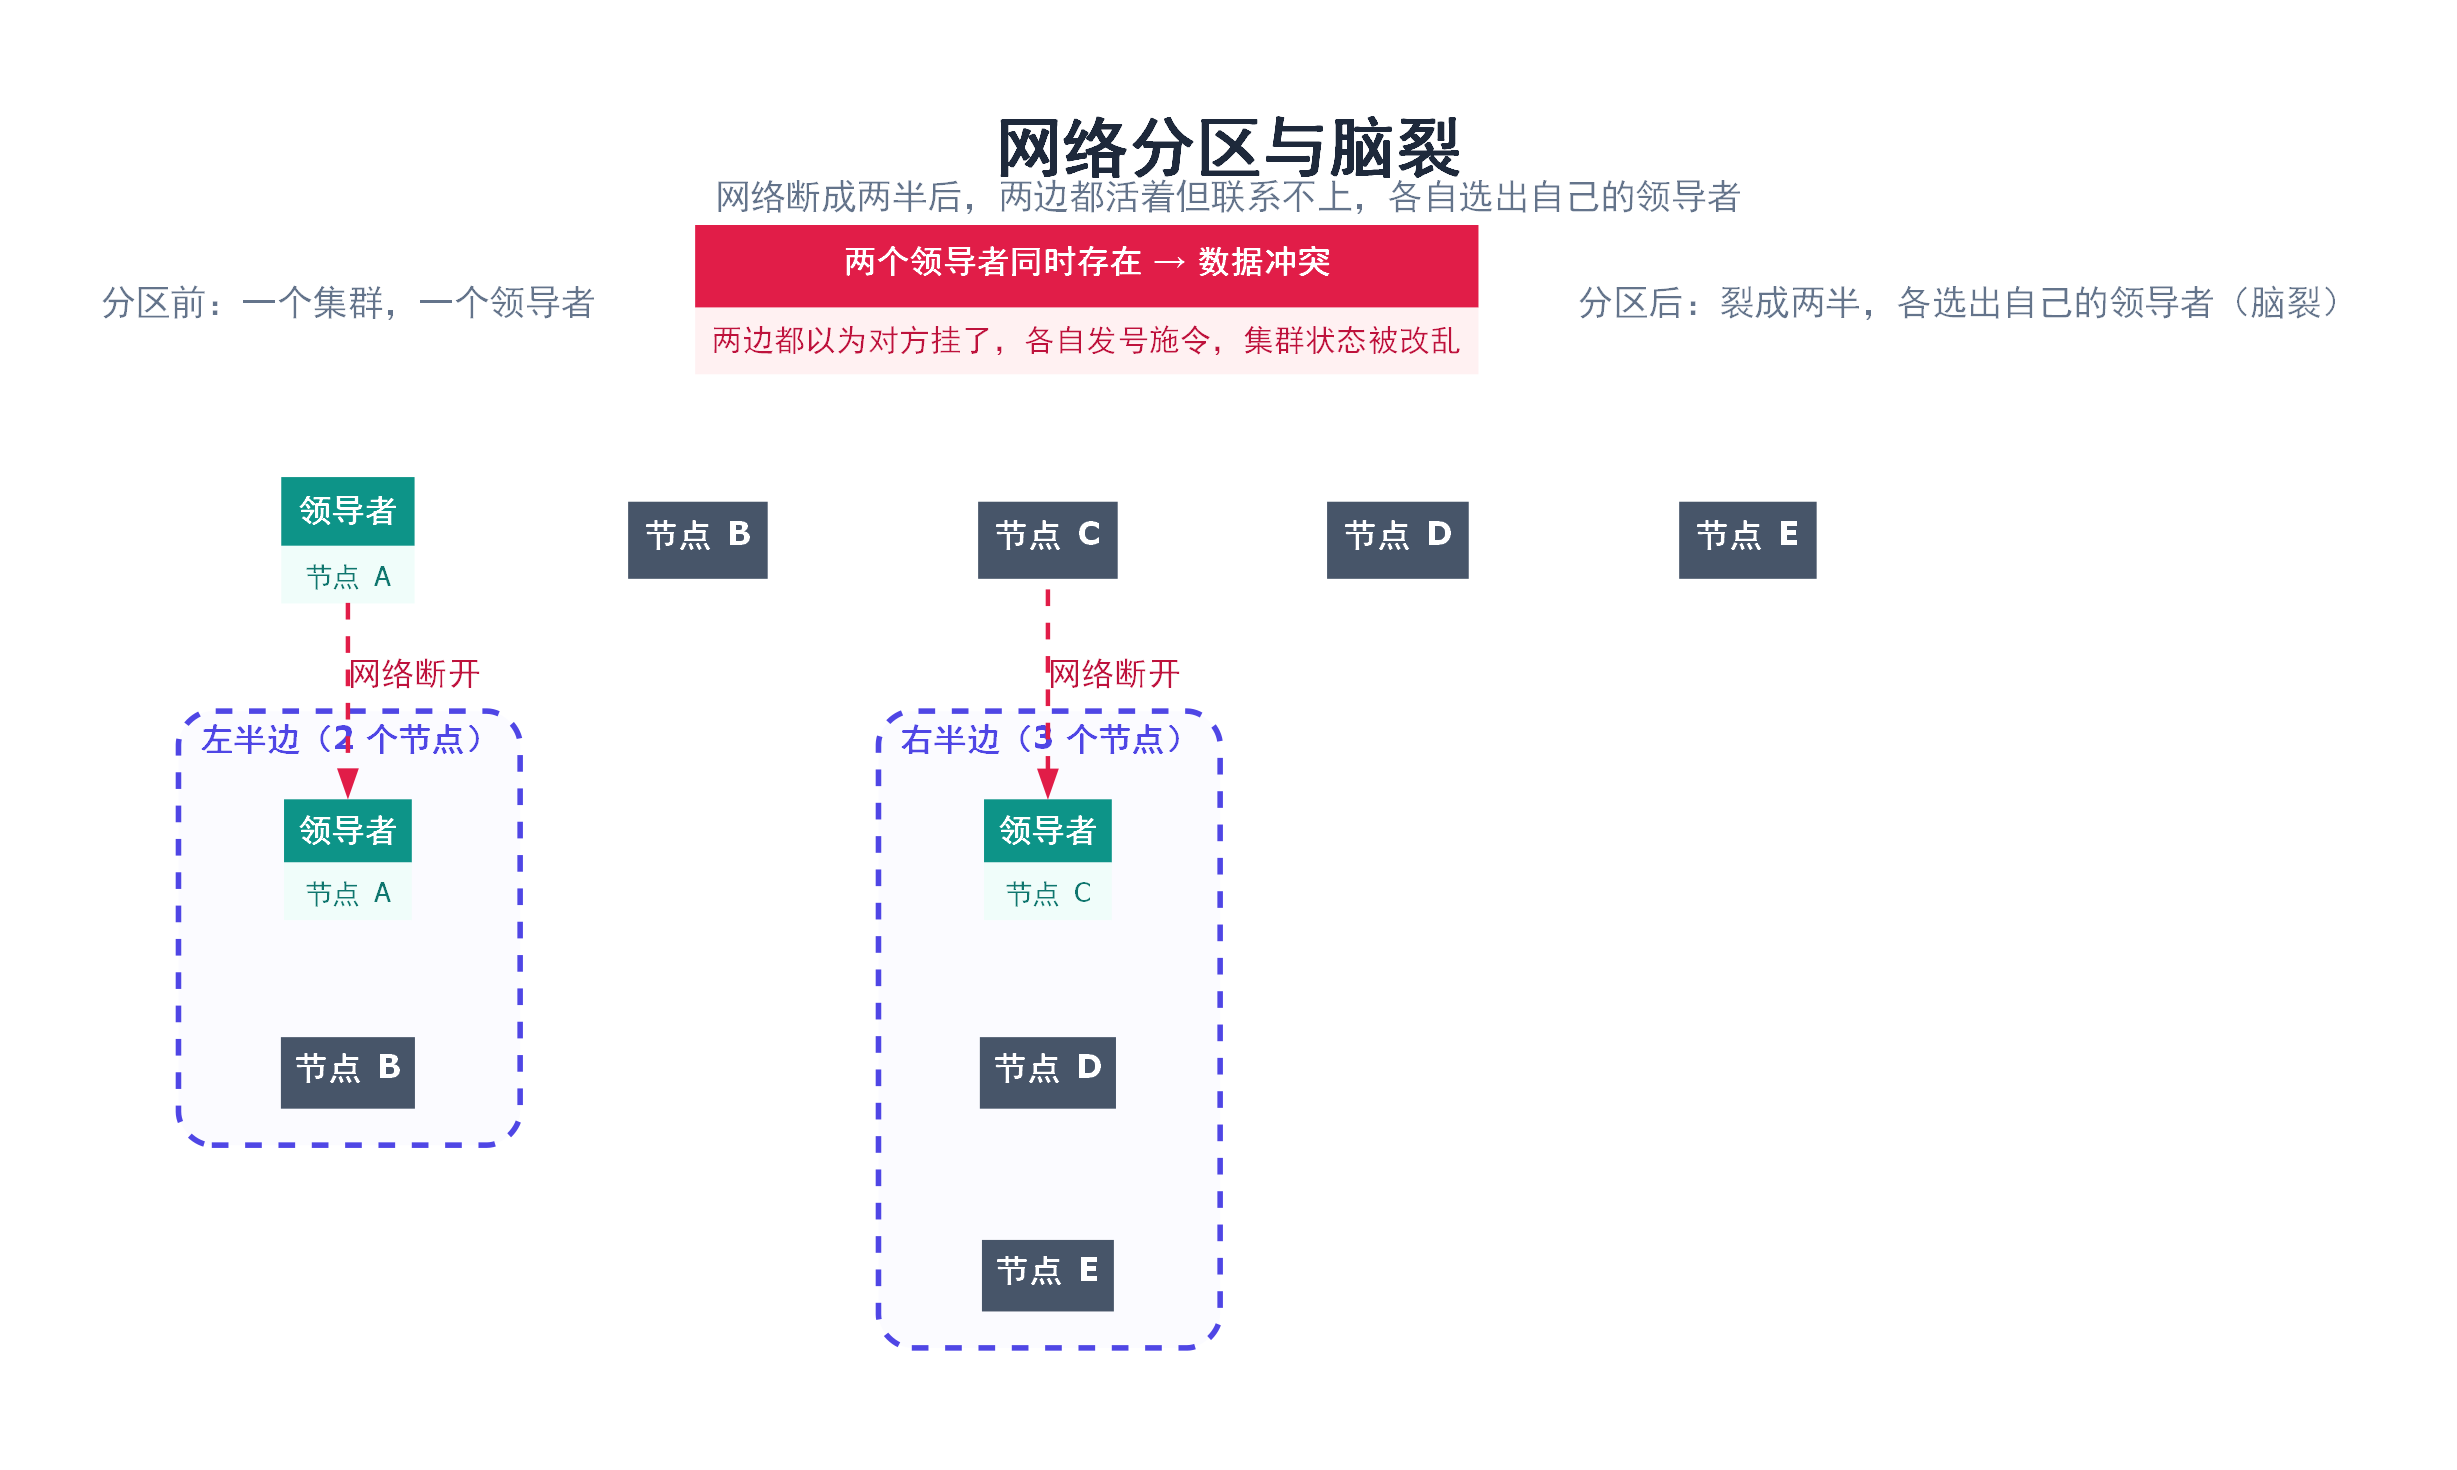 网络分区与脑裂
网络断成两半后，两边都活着但联系不上，各自选出自己的领导者
两个领导者同时存在 → 数据冲突
两边都以为对方挂了，各自发号施令，集群状态被改乱
分区前：一个集群，一个领导者
分区后：裂成两半，各选出自己的领导者（脑裂）
领导者
节点 A
节点 B
节点 C
节点 D
节点 E
网络断开
网络断开
左半边（2 个节点）
领导者
节点 A
节点 B
右半边（3 个节点）
领导者
节点 C
节点 D
节点 E